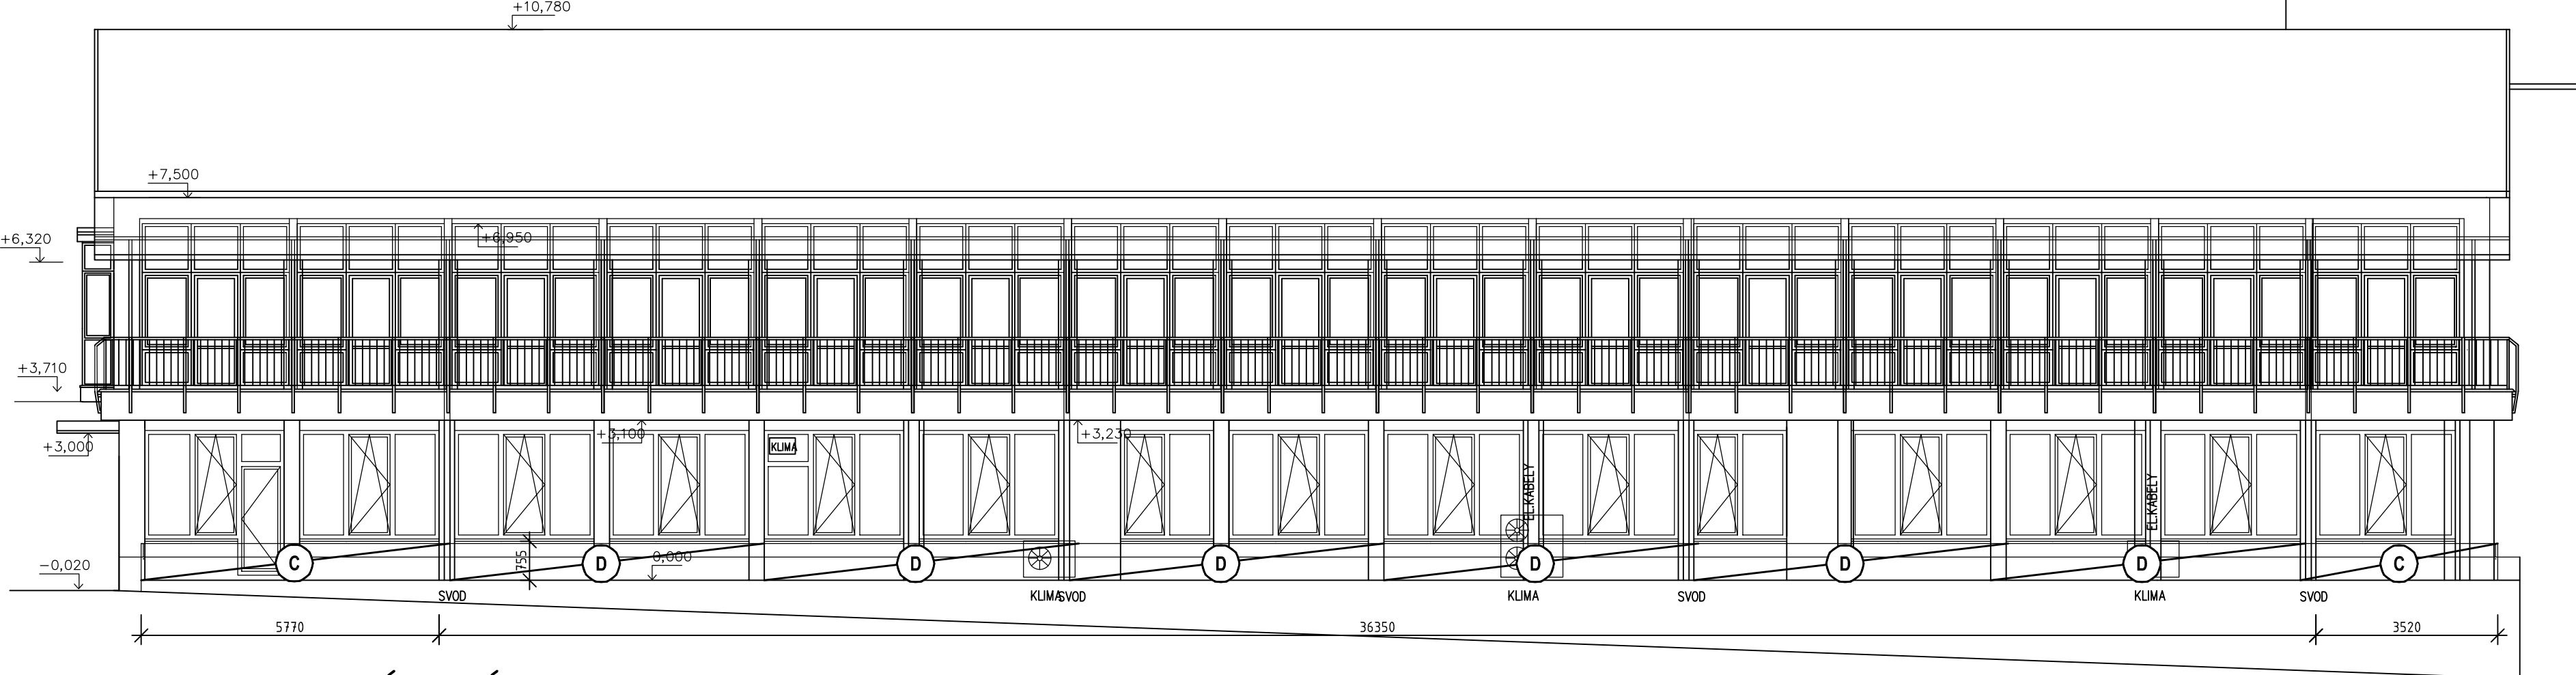 +10,780
+7,500
+6,950
+6,320
+3,710
+3,100
+3,230
+3,000
KLIMA
EL.KABELY
EL.KABELY
755
0,000
-0,020
C
D
D
D
D
D
D
C
SVOD
KLIMA
SVOD
KLIMA
SVOD
KLIMA
SVOD
5770
36350
3520